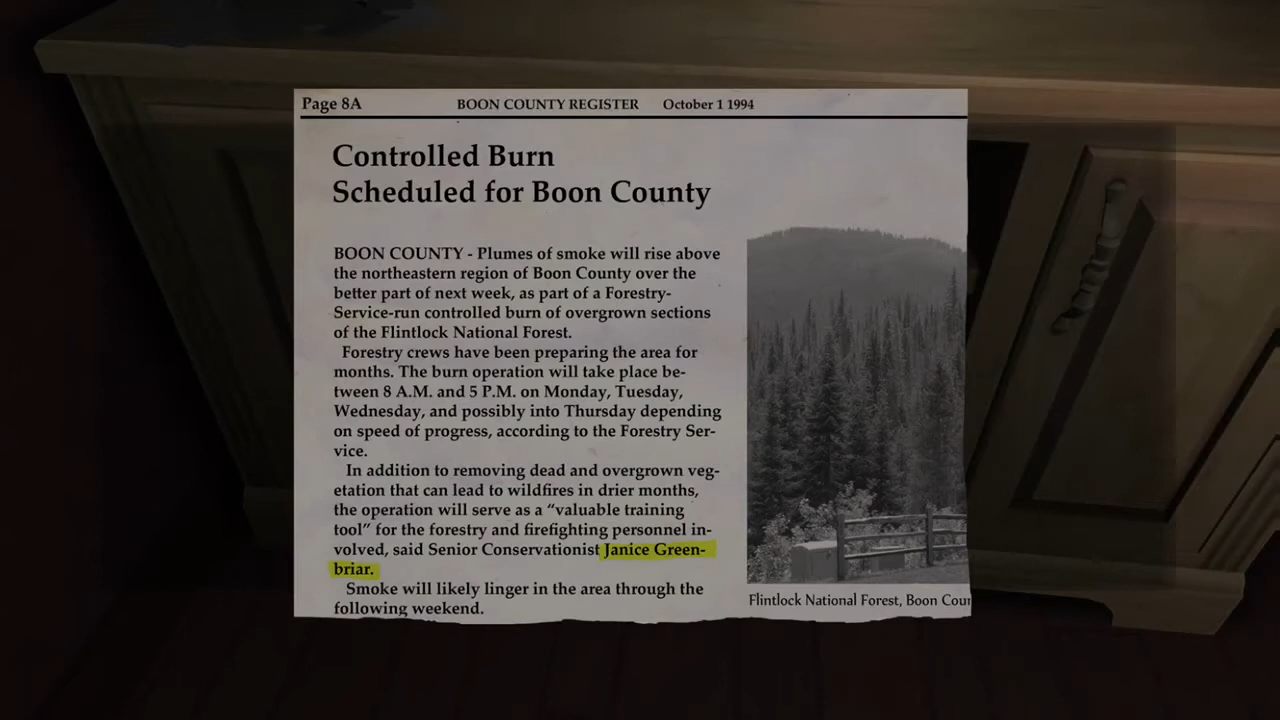 Page 8A BOON COUNTY REGISTER October 1 1994
Controlled Burn
Scheduled for Boon County
BOON COUNTY - Plumes of smoke will rise above
the northeastern region of Boon County over the
better part of next week, as part of a Forestry-
Service-run controlled burn of overgrown sections
of the Flintlock National Forest.
Forestry crews have been preparing the area for
months. The burn operation will take place be-
tween 8 A.M. and 5 P.M. on Monday, Tuesday,
Wednesday, and possibly into Thursday depending
on speed of progress, according to the Forestry Ser-
vice.
In addition to removing dead and overgrown veg-
etation that can lead to wildfires in drier months,
the operation will serve as a “valuable training
tool” for the forestry and firefighting personnel in-
volved, said Senior Conservationist Janice Green-
briar.
Smoke will likely linger in the area through the
following weekend.
Flintlock National Forest, Boon Coun